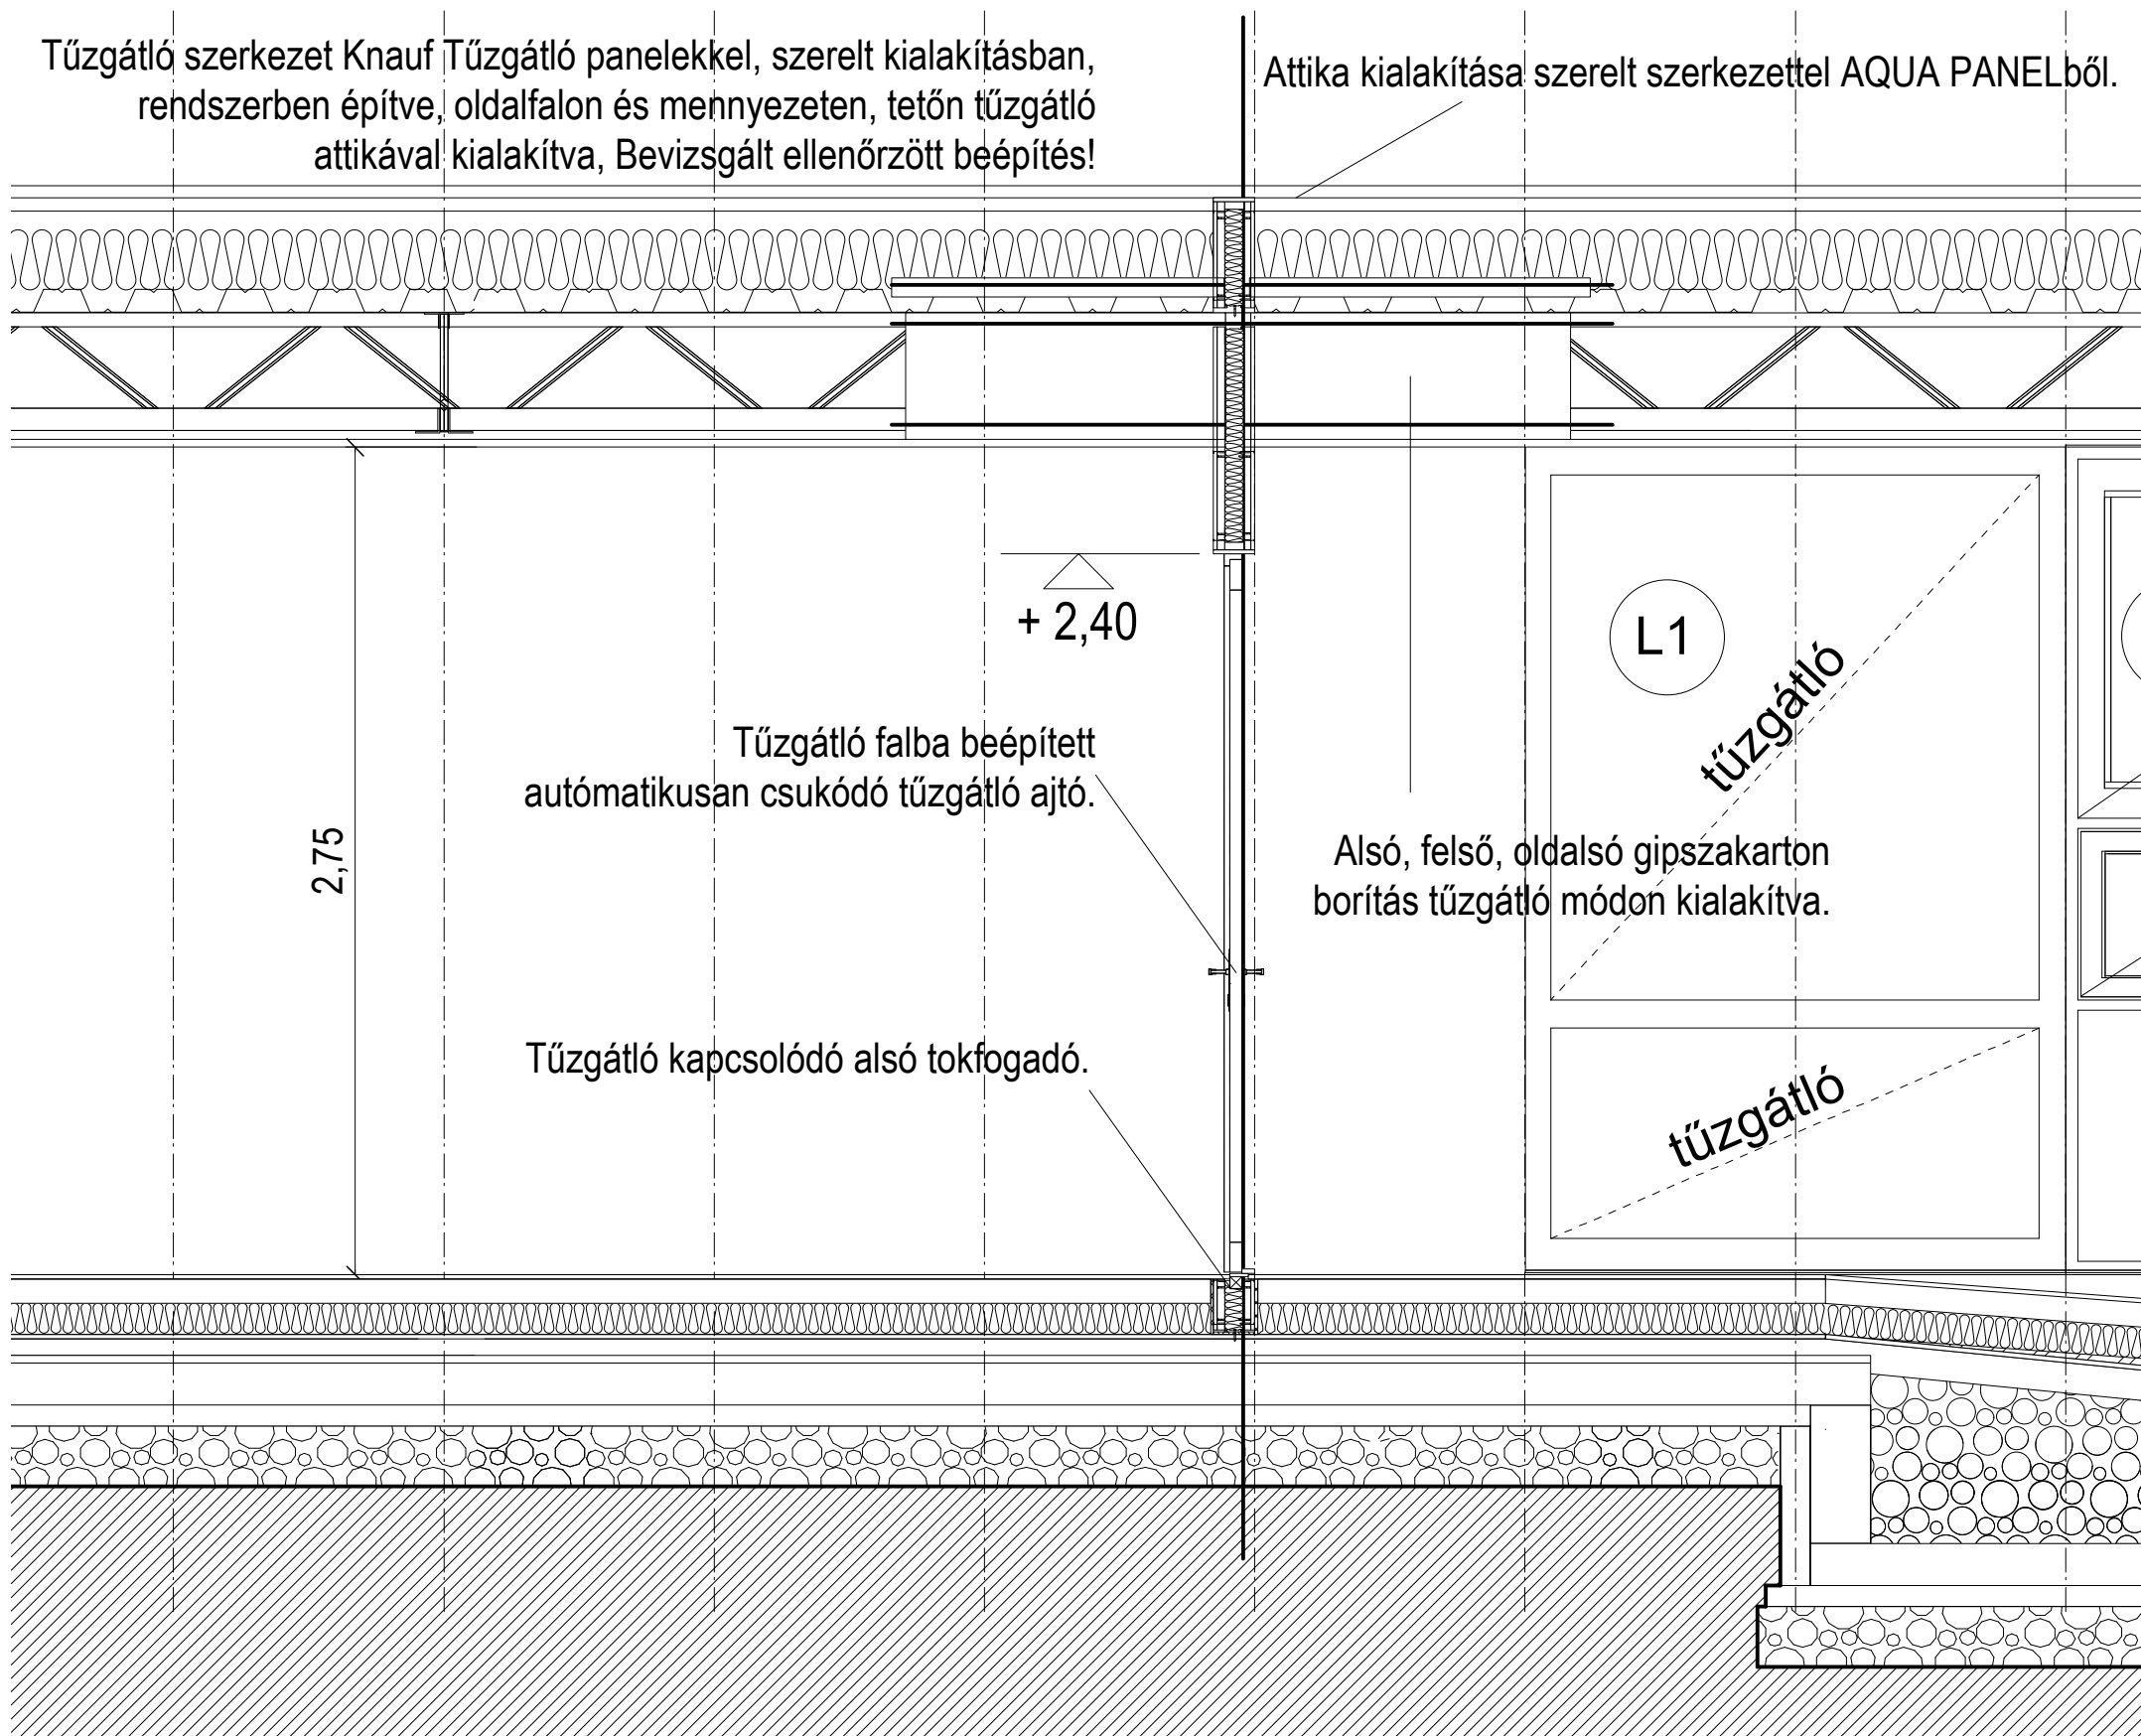 Tűzgátló szerkezet Knauf Tűzgátló panelekkel, szerelt kialakításban,
rendszerben építve, oldalfalon és mennyezeten, tetőn tűzgátló
attikával kialakítva, Bevizsgált ellenőrzött beépítés!
Attika kialakítása szerelt szerkezettel AQUA PANELből.
+ 2,40
L1
tűzgátló
Tűzgátló falba beépített
autómatikusan csukódó tűzgátló ajtó.
2,75
Alsó, felső, oldalsó gipszakarton
borítás tűzgátló módon kialakítva.
Tűzgátló kapcsolódó alsó tokfogadó.
tűzgátló